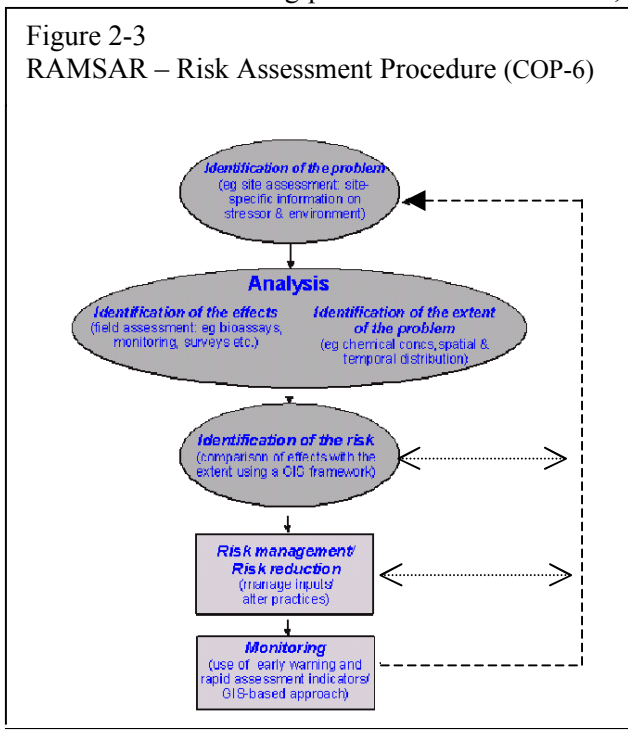 Figure 2-3
RAMSAR – Risk Assessment Procedure (COP-6)
Identification of the problem
(eg site assessment: site-
specific information on
stressor & environment)
Analysis
Identification of the effects
(field assessment: eg bioassays,
monitoring, surveys etc.)
Identification of the extent
of the problem
(eg chemical concs, spatial &
temporal distribution)
Identification of the risk
(comparison of effects with the
extent using a GIS framework)
Risk management/
Risk reduction
(manage inputs/
alter practices)
Monitoring
(use of early warning and
rapid assessment indicators/
GIS-based approach)